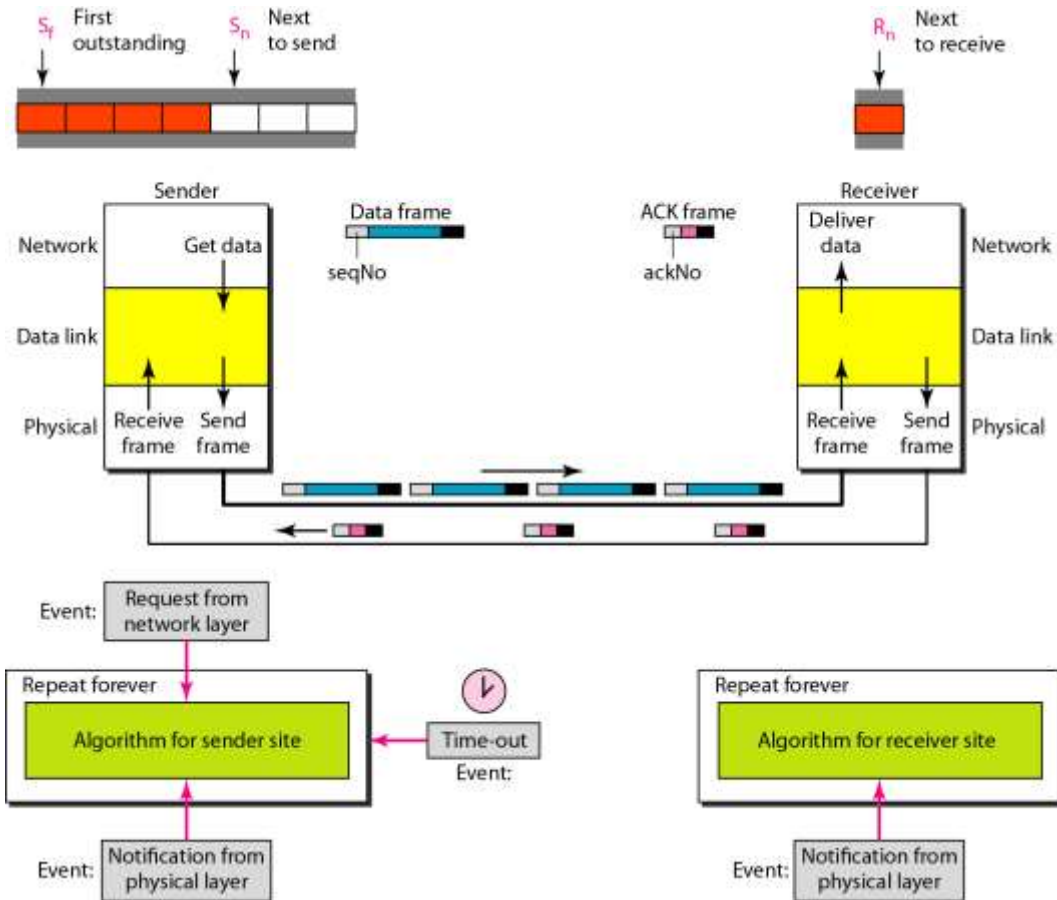 Sf First outstanding
Sn Next to send
Rn Next to receive
Sender
Receiver
Data frame
seqNo
ACK frame
ackNo
Network
Get data
Deliver data
Network
Data link
Data link
Physical
Receive frame
Send frame
Receive frame
Send frame
Physical
Event:
Request from
network layer
Repeat forever
Algorithm for sender site
Time-out
Event:
Event:
Notification from
physical layer
Repeat forever
Algorithm for receiver site
Event:
Notification from
physical layer